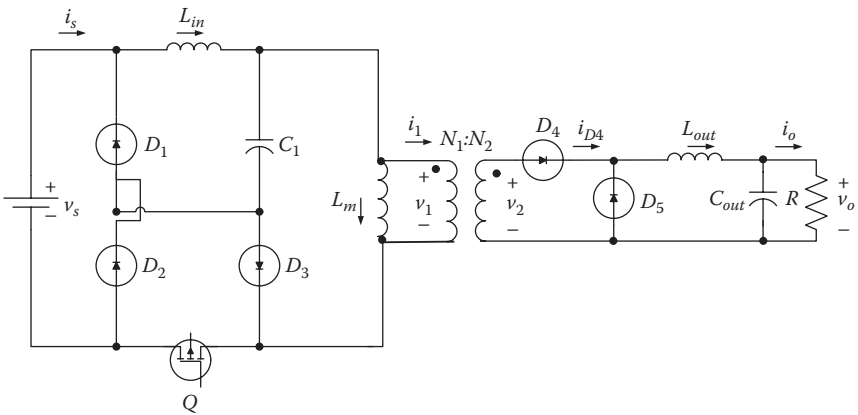 i_s
L_in
D_1
C_1
i_1
N_1:N_2
D_4
i_D4
L_out
i_o
+
−
v_s
L_m
+
v_1
−
+
v_2
−
D_5
C_out
R
+
v_o
−
D_2
D_3
Q